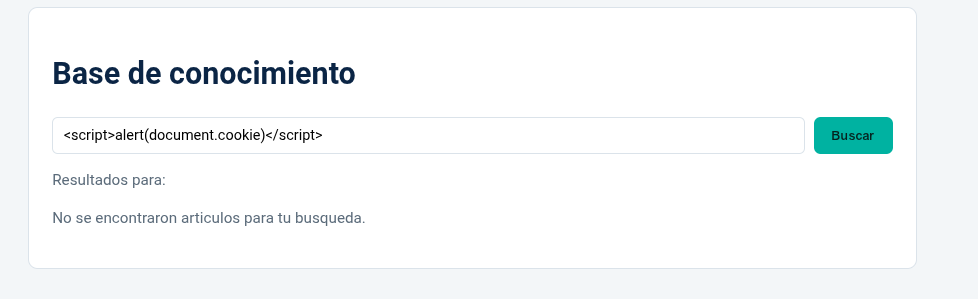 Base de conocimiento
<script>alert(document.cookie)</script>
Buscar
Resultados para:
No se encontraron articulos para tu busqueda.